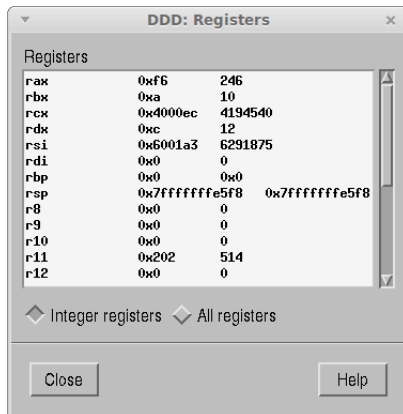 DDD: Registers
Registers
rax 0xf6 246
rbx 0xa 10
rcx 0x4000ec 4194540
rdx 0xc 12
rsi 0x6001a3 6291875
rdi 0x0 0
rbp 0x0 0x0
rsp 0x7fffffffe5f8 0x7fffffffe5f8
r8 0x0 0
r9 0x0 0
r10 0x0 0
r11 0x202 514
r12 0x0 0
Integer registers All registers
Close Help